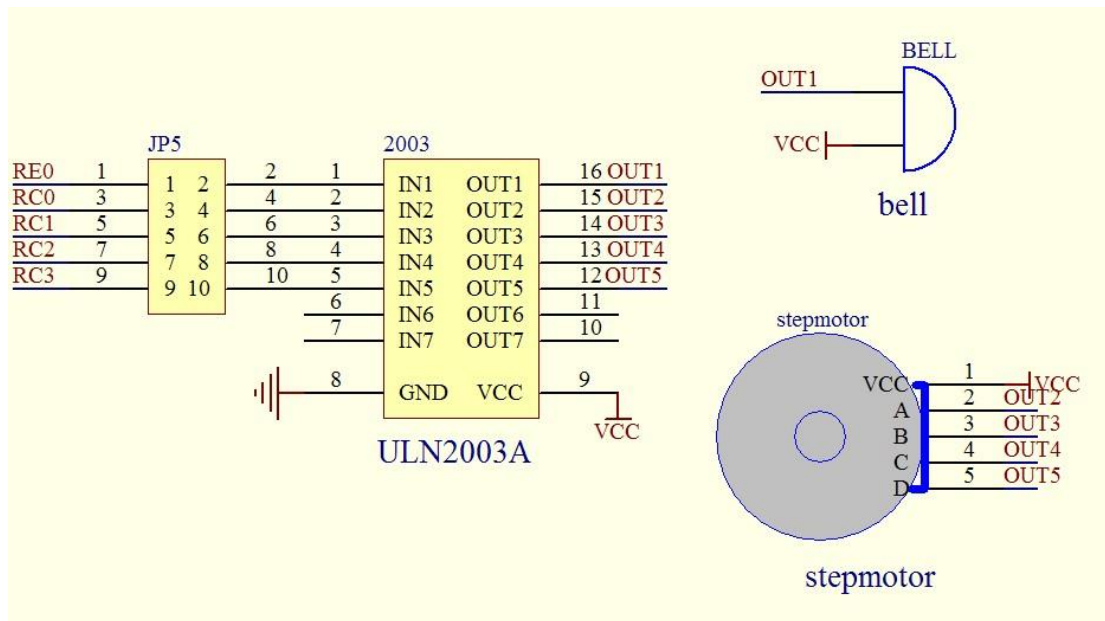 BELL
OUT1
VCC
bell
JP5
2003
RE0 1 1 2 2 1 IN1 OUT1 16 OUT1
RC0 3 3 4 4 2 IN2 OUT2 15 OUT2
RC1 5 5 6 6 3 IN3 OUT3 14 OUT3
RC2 7 7 8 8 4 IN4 OUT4 13 OUT4
RC3 9 9 10 10 5 IN5 OUT5 12 OUT5
6 IN6 OUT6 11
7 IN7 OUT7 10
8 GND VCC 9
VCC
ULN2003A
stepmotor
VCC 1 VCC
A 2 OUT2
B 3 OUT3
C 4 OUT4
D 5 OUT5
stepmotor